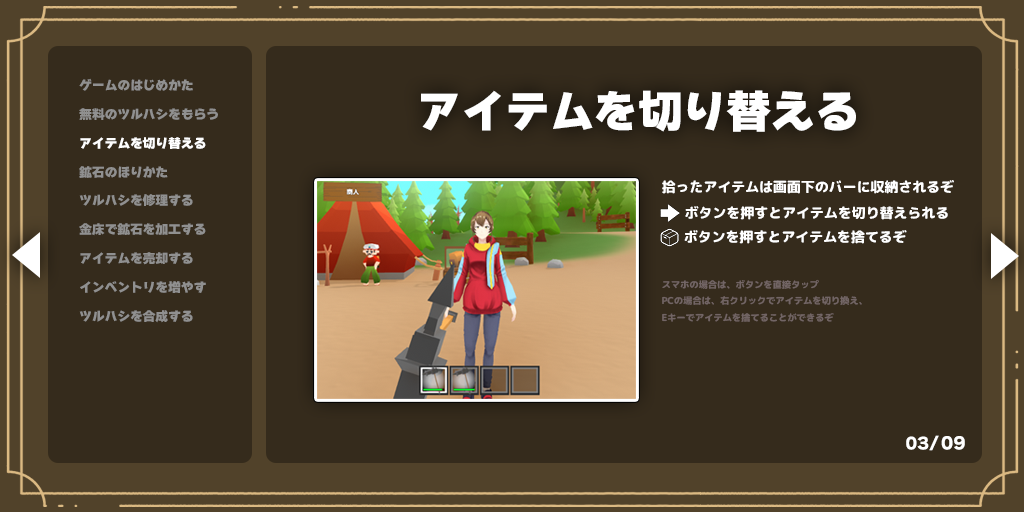 ゲームのはじめかた
無料のツルハシをもらう
アイテムを切り替える
鉱石のほりかた
ツルハシを修理する
金床で鉱石を加工する
アイテムを売却する
インベントリを増やす
ツルハシを合成する
アイテムを切り替える
商人
拾ったアイテムは画面下のバーに収納されるぞ
ボタンを押すとアイテムを切り替えられる
ボタンを押すとアイテムを捨てるぞ
スマホの場合は、ボタンを直接タップ
PCの場合は、右クリックでアイテムを切り換え、
Eキーでアイテムを捨てることができるぞ
03/09